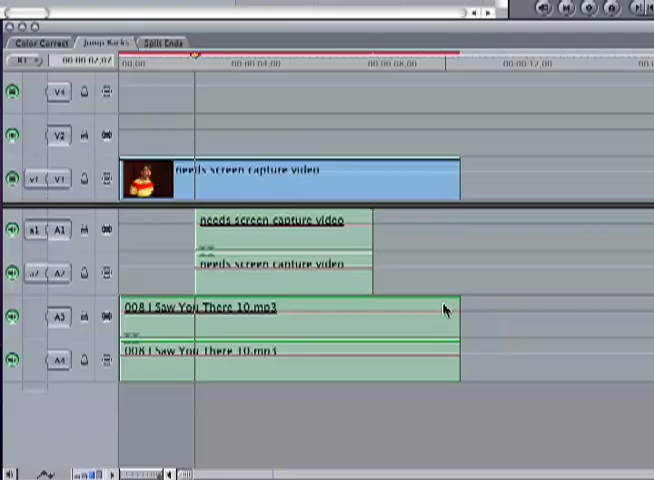 Color Correct Jump Backs Split Ends
00:00:02;07 00;00 00:00:04;00 00:00:08;00 00:00:12;00
V4
V2
v1 V1 needs screen capture video
a1 A1 needs screen capture video
a2 A2 needs screen capture video
A3 008 I Saw You There 10.mp3
A4 008 I Saw You There 10.mp3